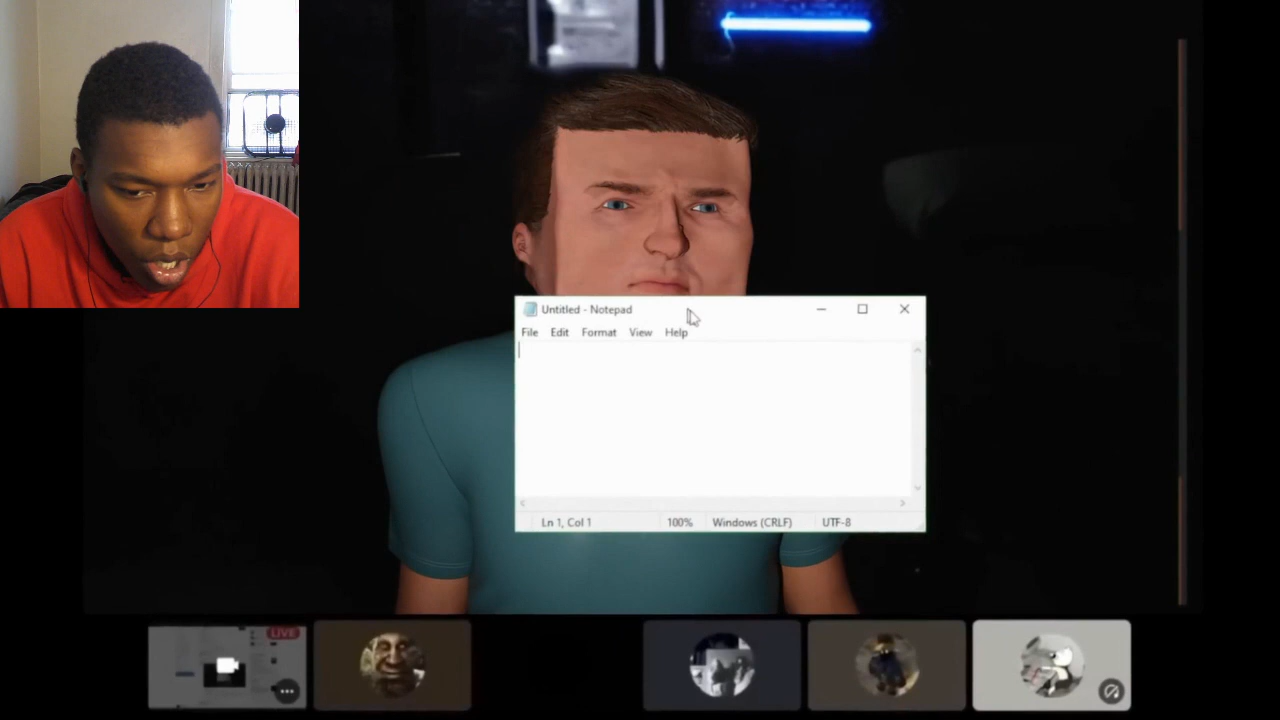 Untitled - Notepad
File Edit Format View Help
Ln 1, Col 1 100% Windows (CRLF) UTF-8
LIVE